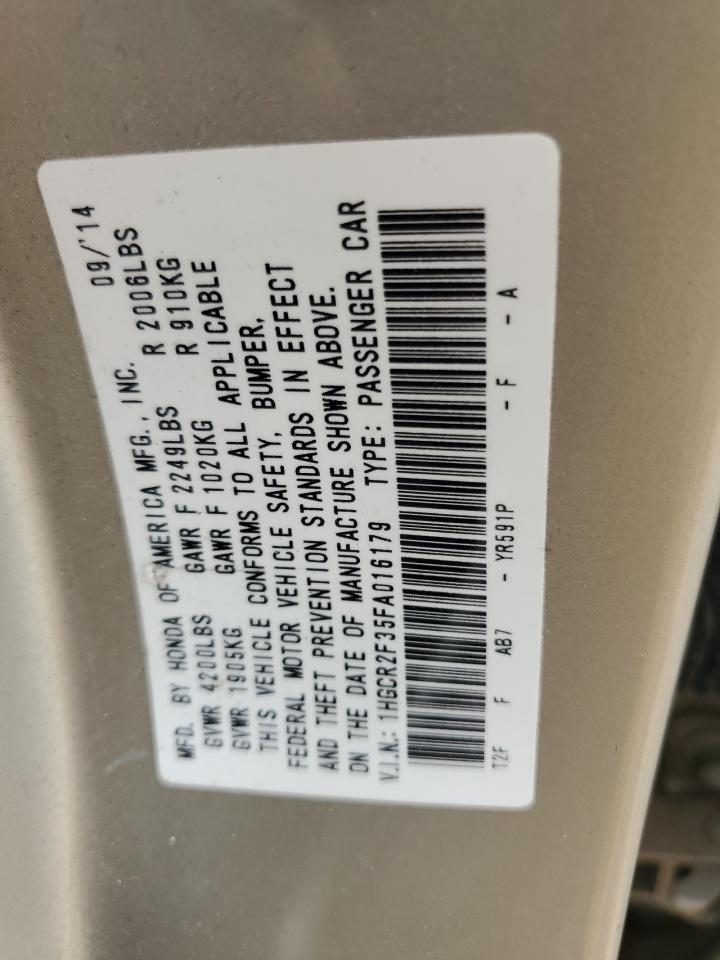 MFD. BY HONDA OF AMERICA MFG., INC. 09/'14
GVWR 4200LBS GAWR F 2249LBS R 2006LBS
GVWR 1905KG GAWR F 1020KG R 910KG
THIS VEHICLE CONFORMS TO ALL APPLICABLE
FEDERAL MOTOR VEHICLE SAFETY, BUMPER,
AND THEFT PREVENTION STANDARDS IN EFFECT
ON THE DATE OF MANUFACTURE SHOWN ABOVE.
V.I.N.: 1HGCR2F35FA016179 TYPE: PASSENGER CAR
T2F F AB7 - YR591P - F - A